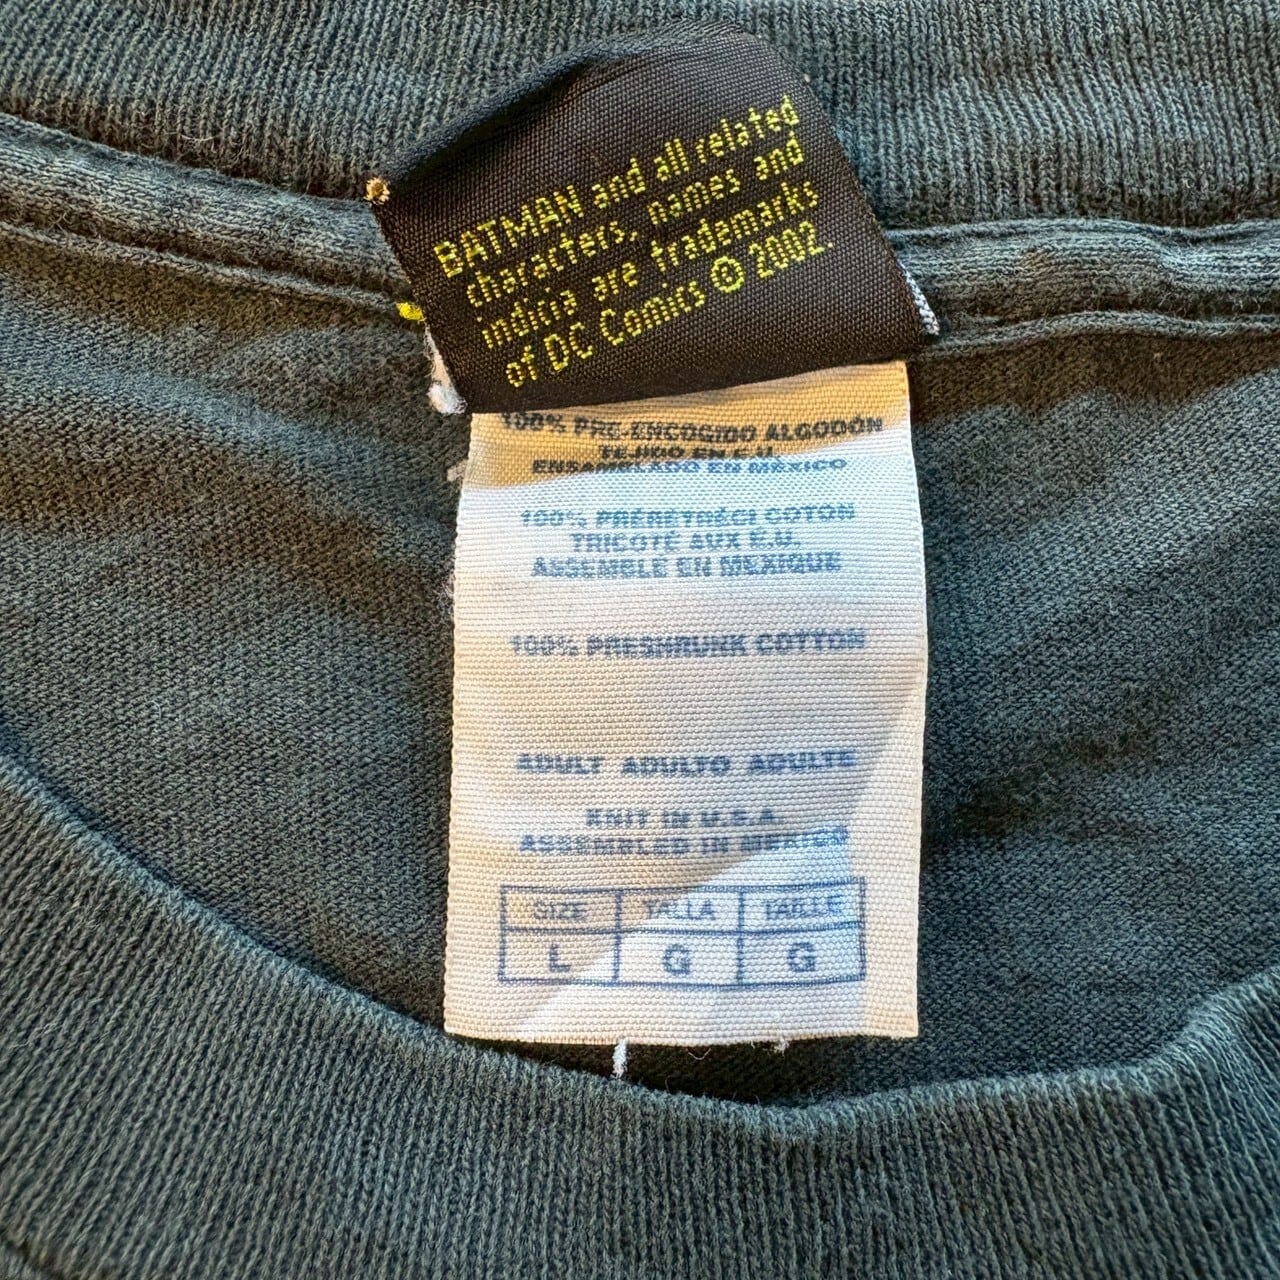 BATMAN and all related
characters, names and
indicia are trademarks
of DC Comics © 2002.
100% PRE-ENCOGIDO ALGODÓN
TEJIDO EN E.U.
ENSAMBLADO EN MÉXICO
100% PRÉRÉTRÉCI COTON
TRICOTÉ AUX É.U.
ASSEMBLÉ EN MEXIQUE
100% PRESHRUNK COTTON
ADULT ADULTO ADULTE
KNIT IN U.S.A.
ASSEMBLED IN MEXICO
SIZE TALLA TAILLE
L G G